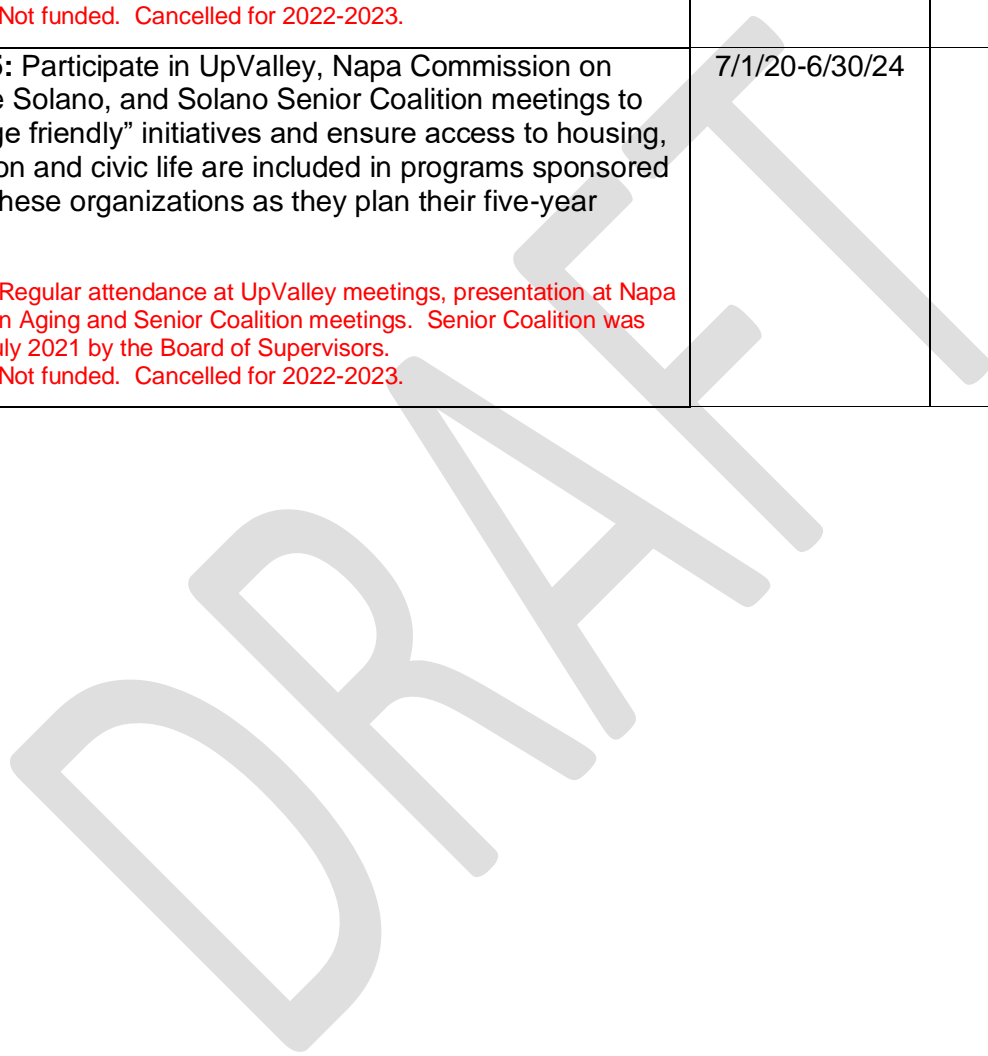 Not funded. Cancelled for 2022-2023.
5: Participate in UpValley, Napa Commission on
7/1/20-6/30/24
e Solano, and Solano Senior Coalition meetings to
ge friendly” initiatives and ensure access to housing,
on and civic life are included in programs sponsored
hese organizations as they plan their five-year
Regular attendance at UpValley meetings, presentation at Napa
n Aging and Senior Coalition meetings. Senior Coalition was
uly 2021 by the Board of Supervisors.
Not funded. Cancelled for 2022-2023.
DRAFT